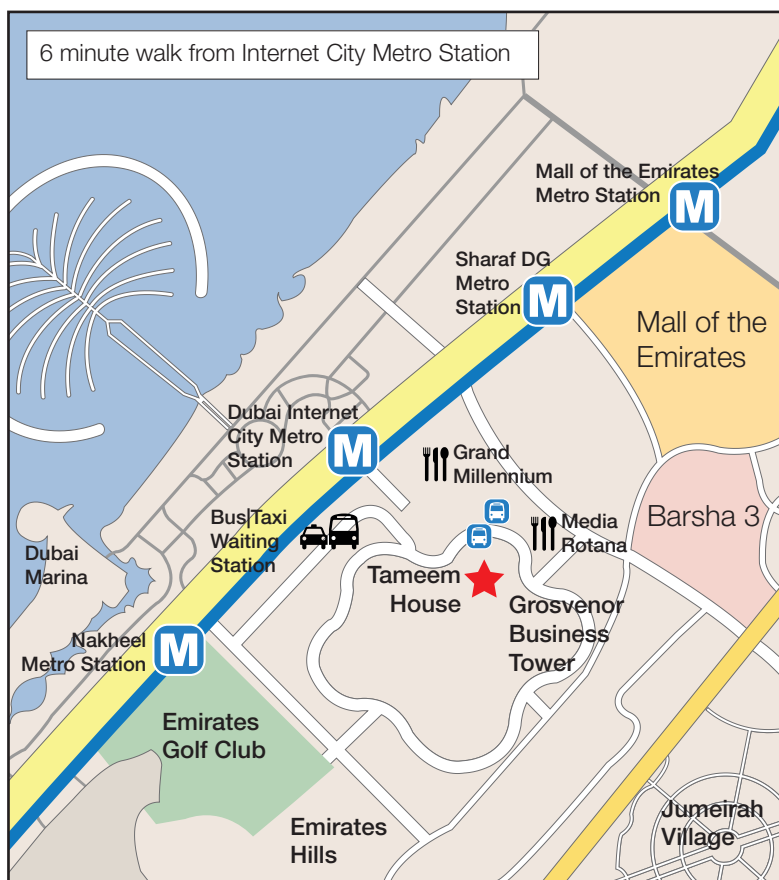 6 minute walk from Internet City Metro Station
Mall of the Emirates
Metro Station
M
Sharaf DG
Metro
Station
M
Mall of the
Emirates
Dubai Internet
City Metro
Station
M
Grand
Millennium
Bus|Taxi
Waiting
Station
Media
Rotana
Barsha 3
Dubai
Marina
Tameem
House
Grosvenor
Business
Tower
Nakheel
Metro Station
M
Emirates
Golf Club
Emirates
Hills
Jumeirah
Village